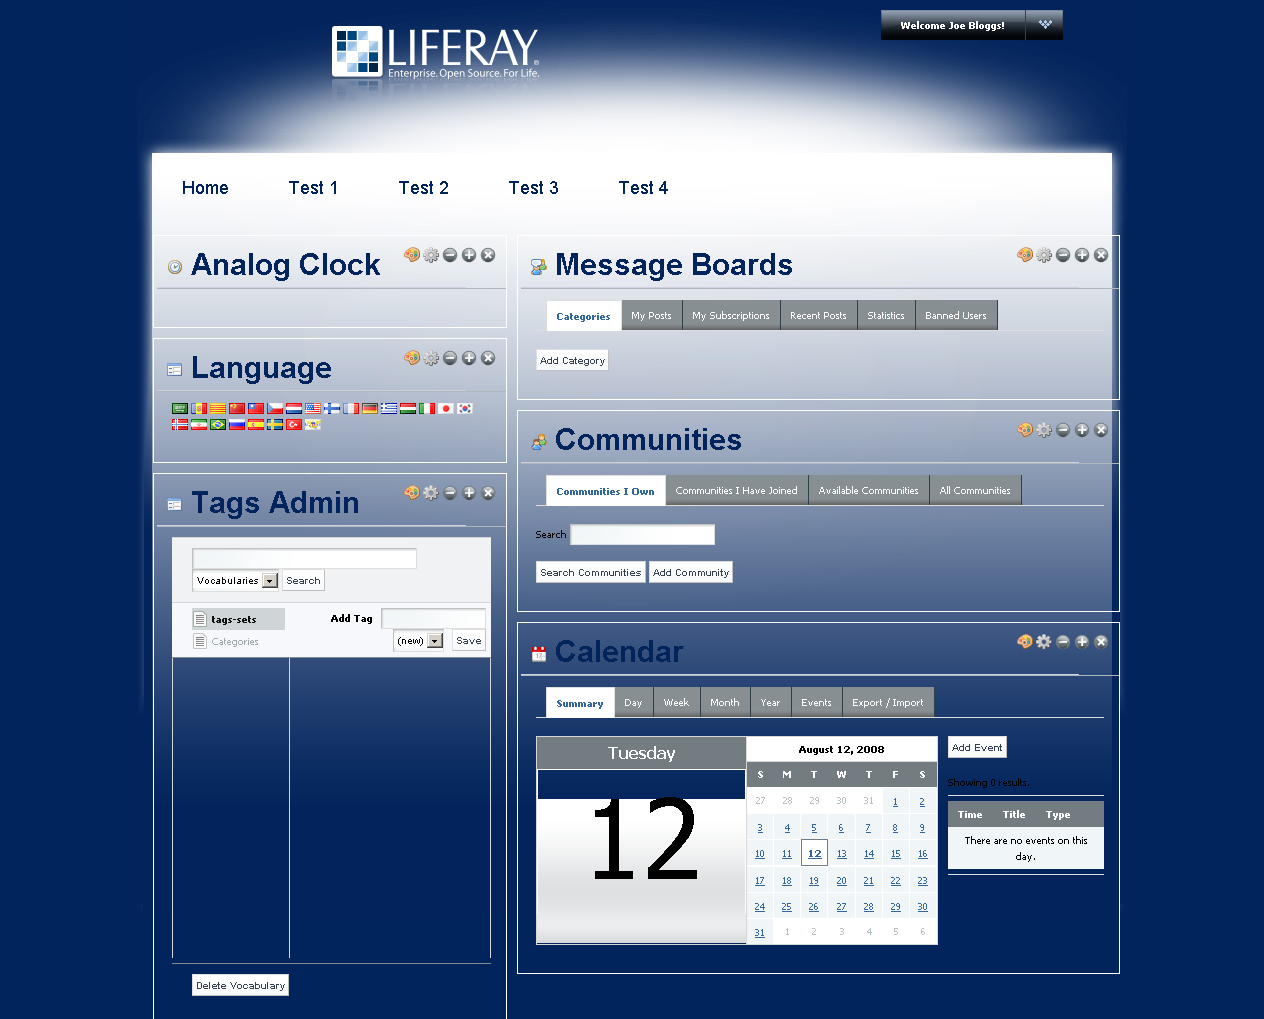 LIFERAY®
Enterprise. Open Source. For Life.
Welcome Joe Bloggs!
Home Test 1 Test 2 Test 3 Test 4
Analog Clock
Language
Tags Admin
Vocabularies Search
tags-sets Add Tag
Categories (new) Save
Delete Vocabulary
Message Boards
Categories My Posts My Subscriptions Recent Posts Statistics Banned Users
Add Category
Communities
Communities I Own Communities I Have Joined Available Communities All Communities
Search
Search Communities Add Community
Calendar
Summary Day Week Month Year Events Export / Import
Tuesday
12
August 12, 2008
S M T W T F S
27 28 29 30 31 1 2
3 4 5 6 7 8 9
10 11 12 13 14 15 16
17 18 19 20 21 22 23
24 25 26 27 28 29 30
31 1 2 3 4 5 6
Add Event
Showing 0 results.
Time Title Type
There are no events on this
day.